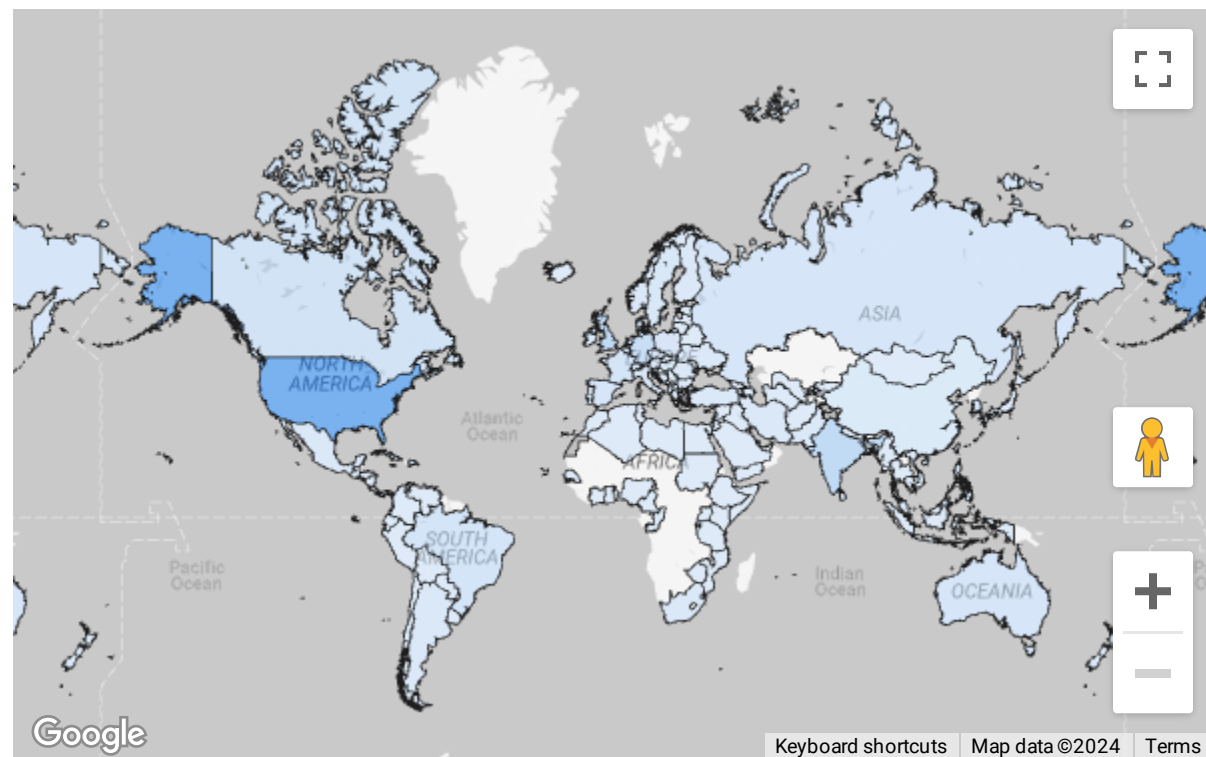 ASIA
NORTH
AMERICA
Atlantic
Ocean
AFRICA
SOUTH
AMERICA
Pacific
Ocean
Indian
Ocean
OCEANIA
Google
Keyboard shortcuts
Map data ©2024
Terms